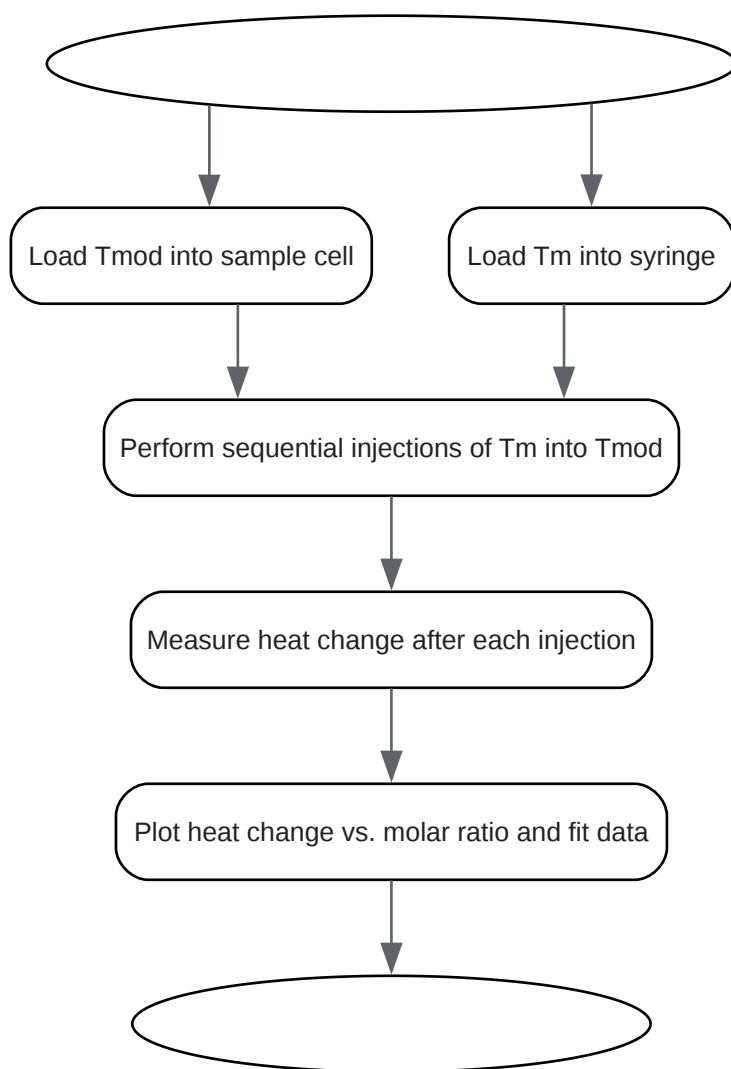 Load Tmod into sample cell
Load Tm into syringe
Perform sequential injections of Tm into Tmod
Measure heat change after each injection
Plot heat change vs. molar ratio and fit data